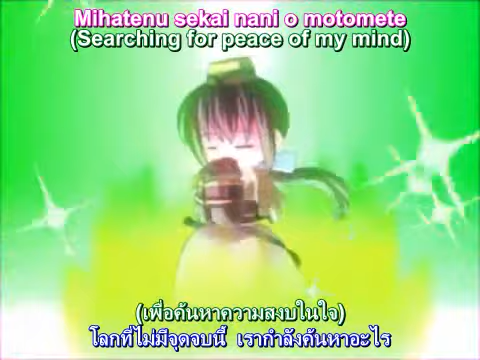 Mihatenu sekai nani o motomete
(Searching for peace of my mind)
(เพื่อค้นหาความสงบในใจ)
โลกที่ไม่มีจุดจบนี้ เรากำลังค้นหาอะไร